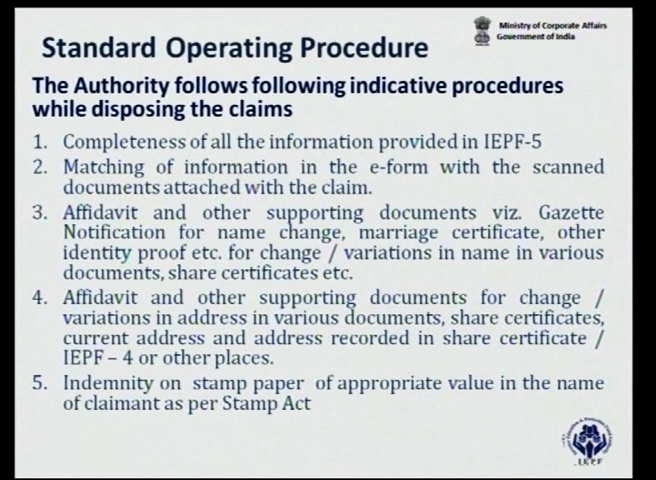 Ministry of Corporate Affairs
Government of India
Standard Operating Procedure
The Authority follows following indicative procedures
while disposing the claims
1. Completeness of all the information provided in IEPF-5
2. Matching of information in the e-form with the scanned
documents attached with the claim.
3. Affidavit and other supporting documents viz. Gazette
Notification for name change, marriage certificate, other
identity proof etc. for change / variations in name in various
documents, share certificates etc.
4. Affidavit and other supporting documents for change /
variations in address in various documents, share certificates,
current address and address recorded in share certificate /
IEPF – 4 or other places.
5. Indemnity on stamp paper of appropriate value in the name
of claimant as per Stamp Act
IEPF